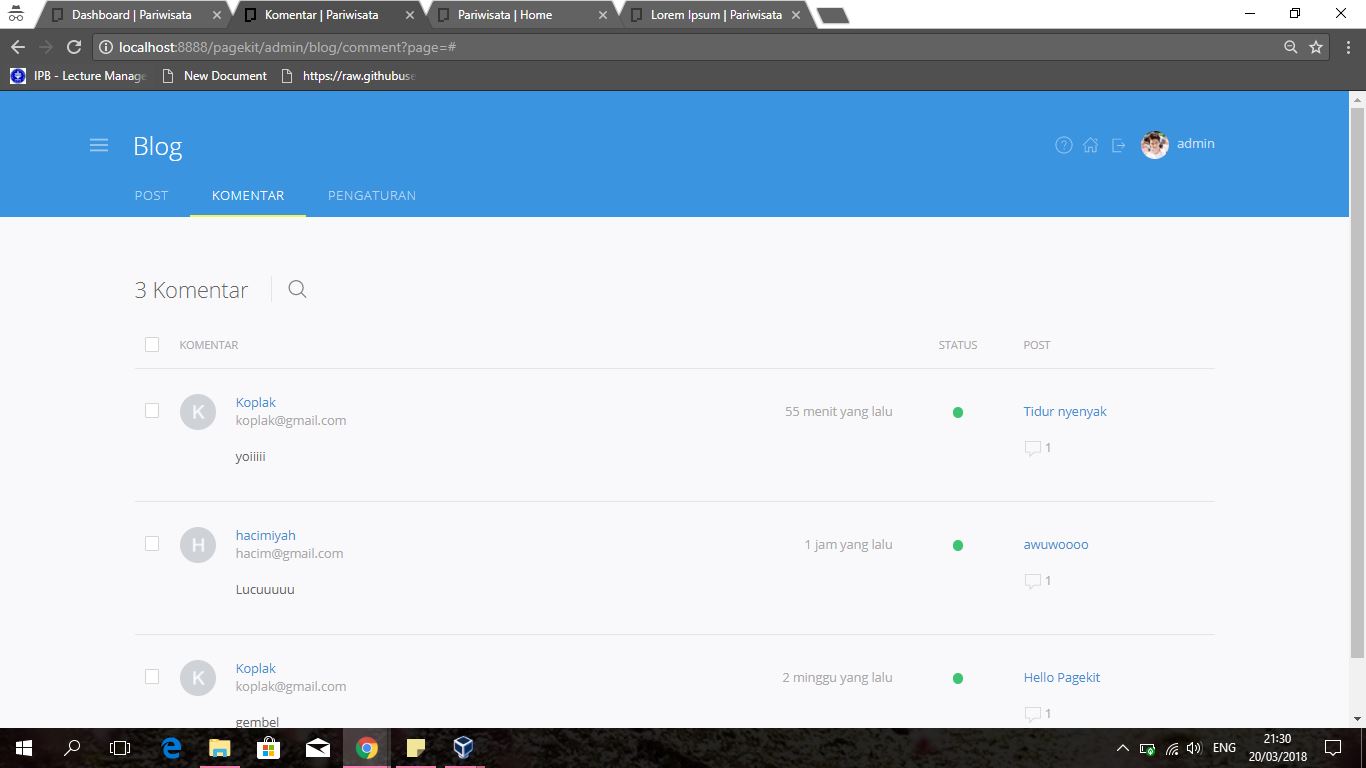 Dashboard | Pariwisata
Komentar | Pariwisata
Pariwisata | Home
Lorem Ipsum | Pariwisata
localhost:8888/pagekit/admin/blog/comment?page=#
IPB - Lecture Manage
New Document
https://raw.githubuse
Blog
? admin
POST KOMENTAR PENGATURAN
3 Komentar
KOMENTAR STATUS POST
K Koplak
koplak@gmail.com
55 menit yang lalu
Tidur nyenyak
yoiiiii
1
H hacimiyah
hacim@gmail.com
1 jam yang lalu
awuwoooo
Lucuuuuu
1
K Koplak
koplak@gmail.com
2 minggu yang lalu
Hello Pagekit
gembel
1
ENG
21:30
20/03/2018